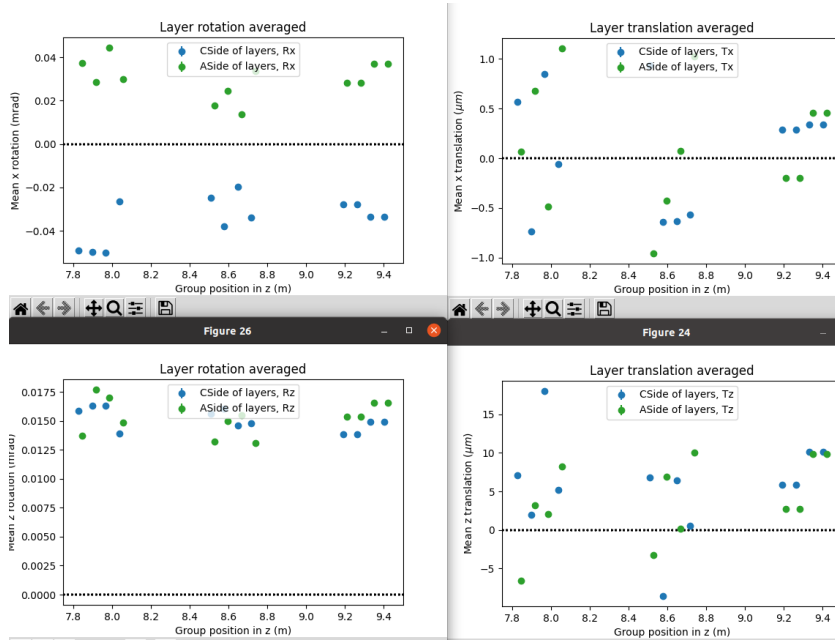 Layer rotation averaged
CSide of layers, Rx
ASide of layers, Rx
Mean x rotation (mrad)
0.04
0.02
0.00
−0.02
−0.04
7.8 8.0 8.2 8.4 8.6 8.8 9.0 9.2 9.4
Group position in z (m)
Layer translation averaged
CSide of layers, Tx
ASide of layers, Tx
Mean x translation (μm)
1.0
0.5
0.0
−0.5
−1.0
7.8 8.0 8.2 8.4 8.6 8.8 9.0 9.2 9.4
Group position in z (m)
Figure 26
Layer rotation averaged
CSide of layers, Rz
ASide of layers, Rz
Mean z rotation (mrad)
0.0175
0.0150
0.0125
0.0100
0.0075
0.0050
0.0025
0.0000
7.8 8.0 8.2 8.4 8.6 8.8 9.0 9.2 9.4
Group position in z (m)
Figure 24
Layer translation averaged
CSide of layers, Tz
ASide of layers, Tz
Mean z translation (μm)
15
10
5
0
−5
7.8 8.0 8.2 8.4 8.6 8.8 9.0 9.2 9.4
Group position in z (m)